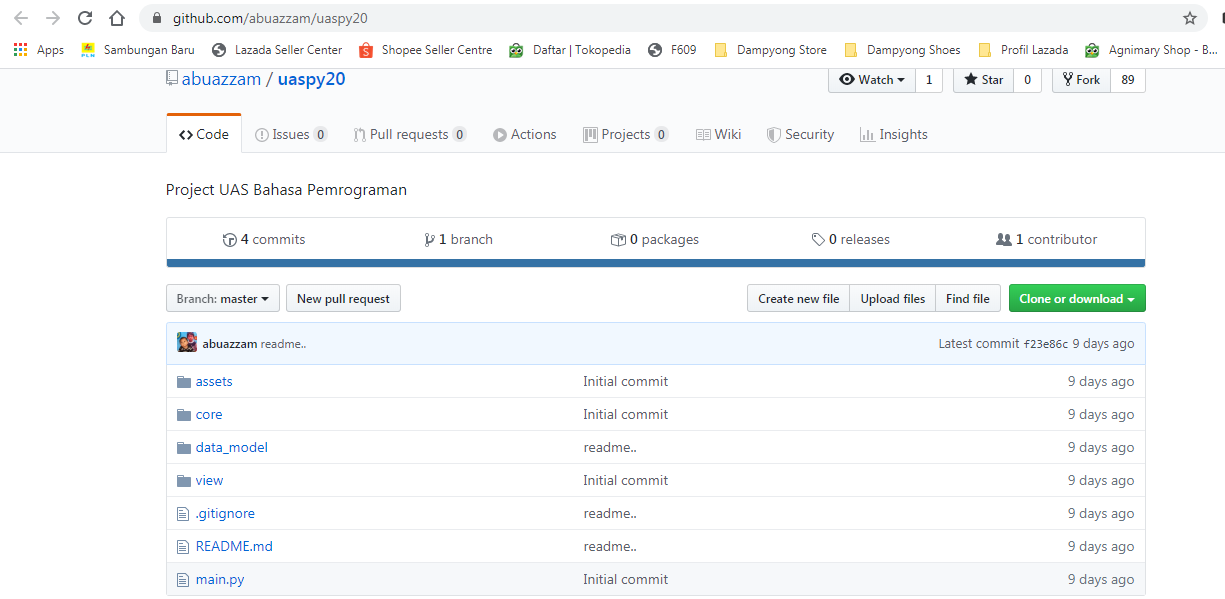 github.com/abuazzam/uaspy20
Apps Sambungan Baru Lazada Seller Center Shopee Seller Centre Daftar | Tokopedia F609 Dampyong Store Dampyong Shoes Profil Lazada Agnimary Shop - B...
abuazzam / uaspy20 Watch 1 Star 0 Fork 89
Code Issues 0 Pull requests 0 Actions Projects 0 Wiki Security Insights
Project UAS Bahasa Pemrograman
4 commits 1 branch 0 packages 0 releases 1 contributor
Branch: master New pull request Create new file Upload files Find file Clone or download
abuazzam readme.. Latest commit f23e86c 9 days ago
assets Initial commit 9 days ago
core Initial commit 9 days ago
data_model readme.. 9 days ago
view Initial commit 9 days ago
.gitignore readme.. 9 days ago
README.md readme.. 9 days ago
main.py Initial commit 9 days ago